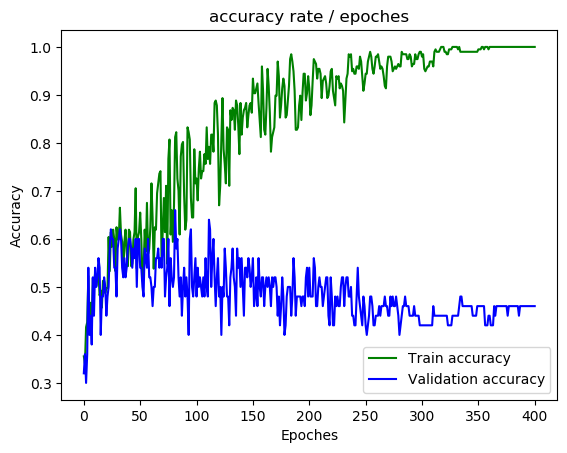 accuracy rate / epoches
Accuracy
1.0
0.9
0.8
0.7
0.6
0.5
0.4
0.3
Train accuracy
Validation accuracy
0 50 100 150 200 250 300 350 400
Epoches